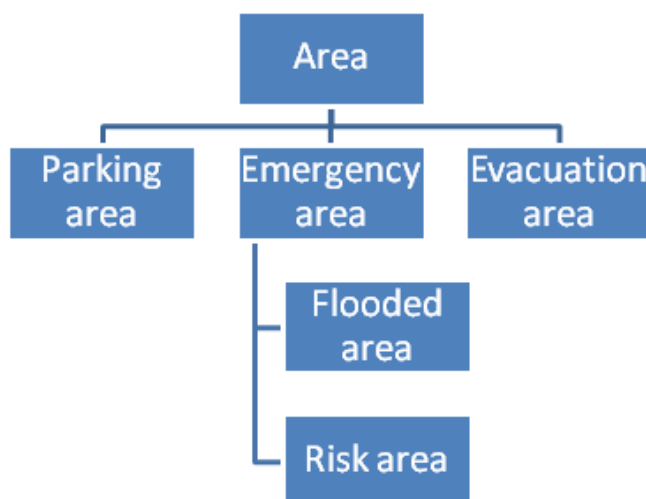 Area
Parking
area
Emergency
area
Evacuation
area
Flooded
area
Risk area